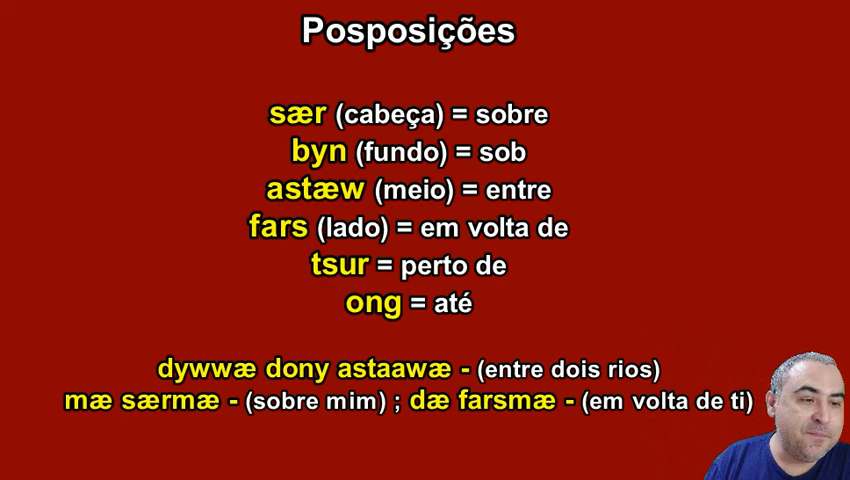 Posposições
sær (cabeça) = sobre
byn (fundo) = sob
astæw (meio) = entre
fars (lado) = em volta de
tsur = perto de
ong = até
dywwæ dony astaawæ - (entre dois rios)
mæ særmæ - (sobre mim) ; dæ farsmæ - (em volta de ti)